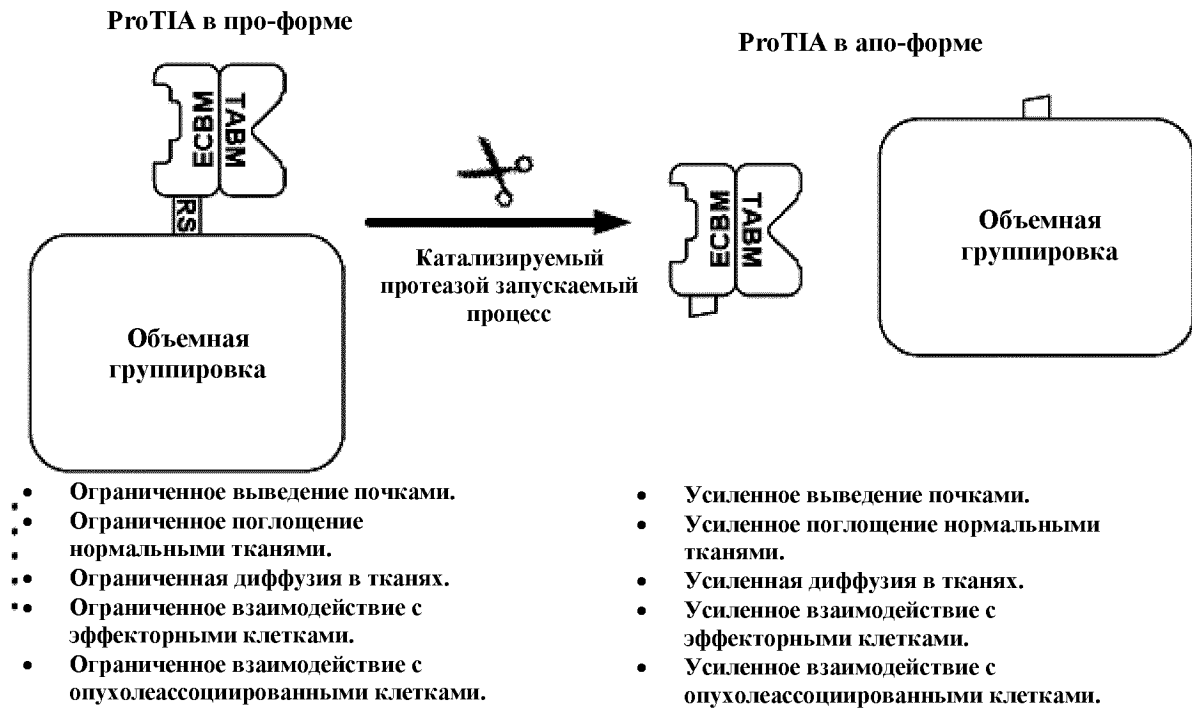 ProTIA в про-форме
ECBM
TABM
RS
Объемная
группировка
Катализируемый
протеазой запускаемый
процесс
ProTIA в апо-форме
ECBM
TABM
Объемная
группировка
• Ограниченное выведение почками.
• Ограниченное поглощение
нормальными тканями.
• Ограниченная диффузия в тканях.
• Ограниченное взаимодействие с
эффекторными клетками.
• Ограниченное взаимодействие с
опухолеассоциированными клетками.
• Усиленное выведение почками.
• Усиленное поглощение нормальными
тканями.
• Усиленная диффузия в тканях.
• Усиленное взаимодействие с
эффекторными клетками.
• Усиленное взаимодействие с
опухолеассоциированными клетками.